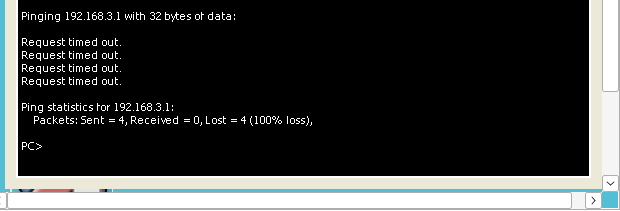 Pinging 192.168.3.1 with 32 bytes of data:
Request timed out.
Request timed out.
Request timed out.
Request timed out.
Ping statistics for 192.168.3.1:
Packets: Sent = 4, Received = 0, Lost = 4 (100% loss),
PC>